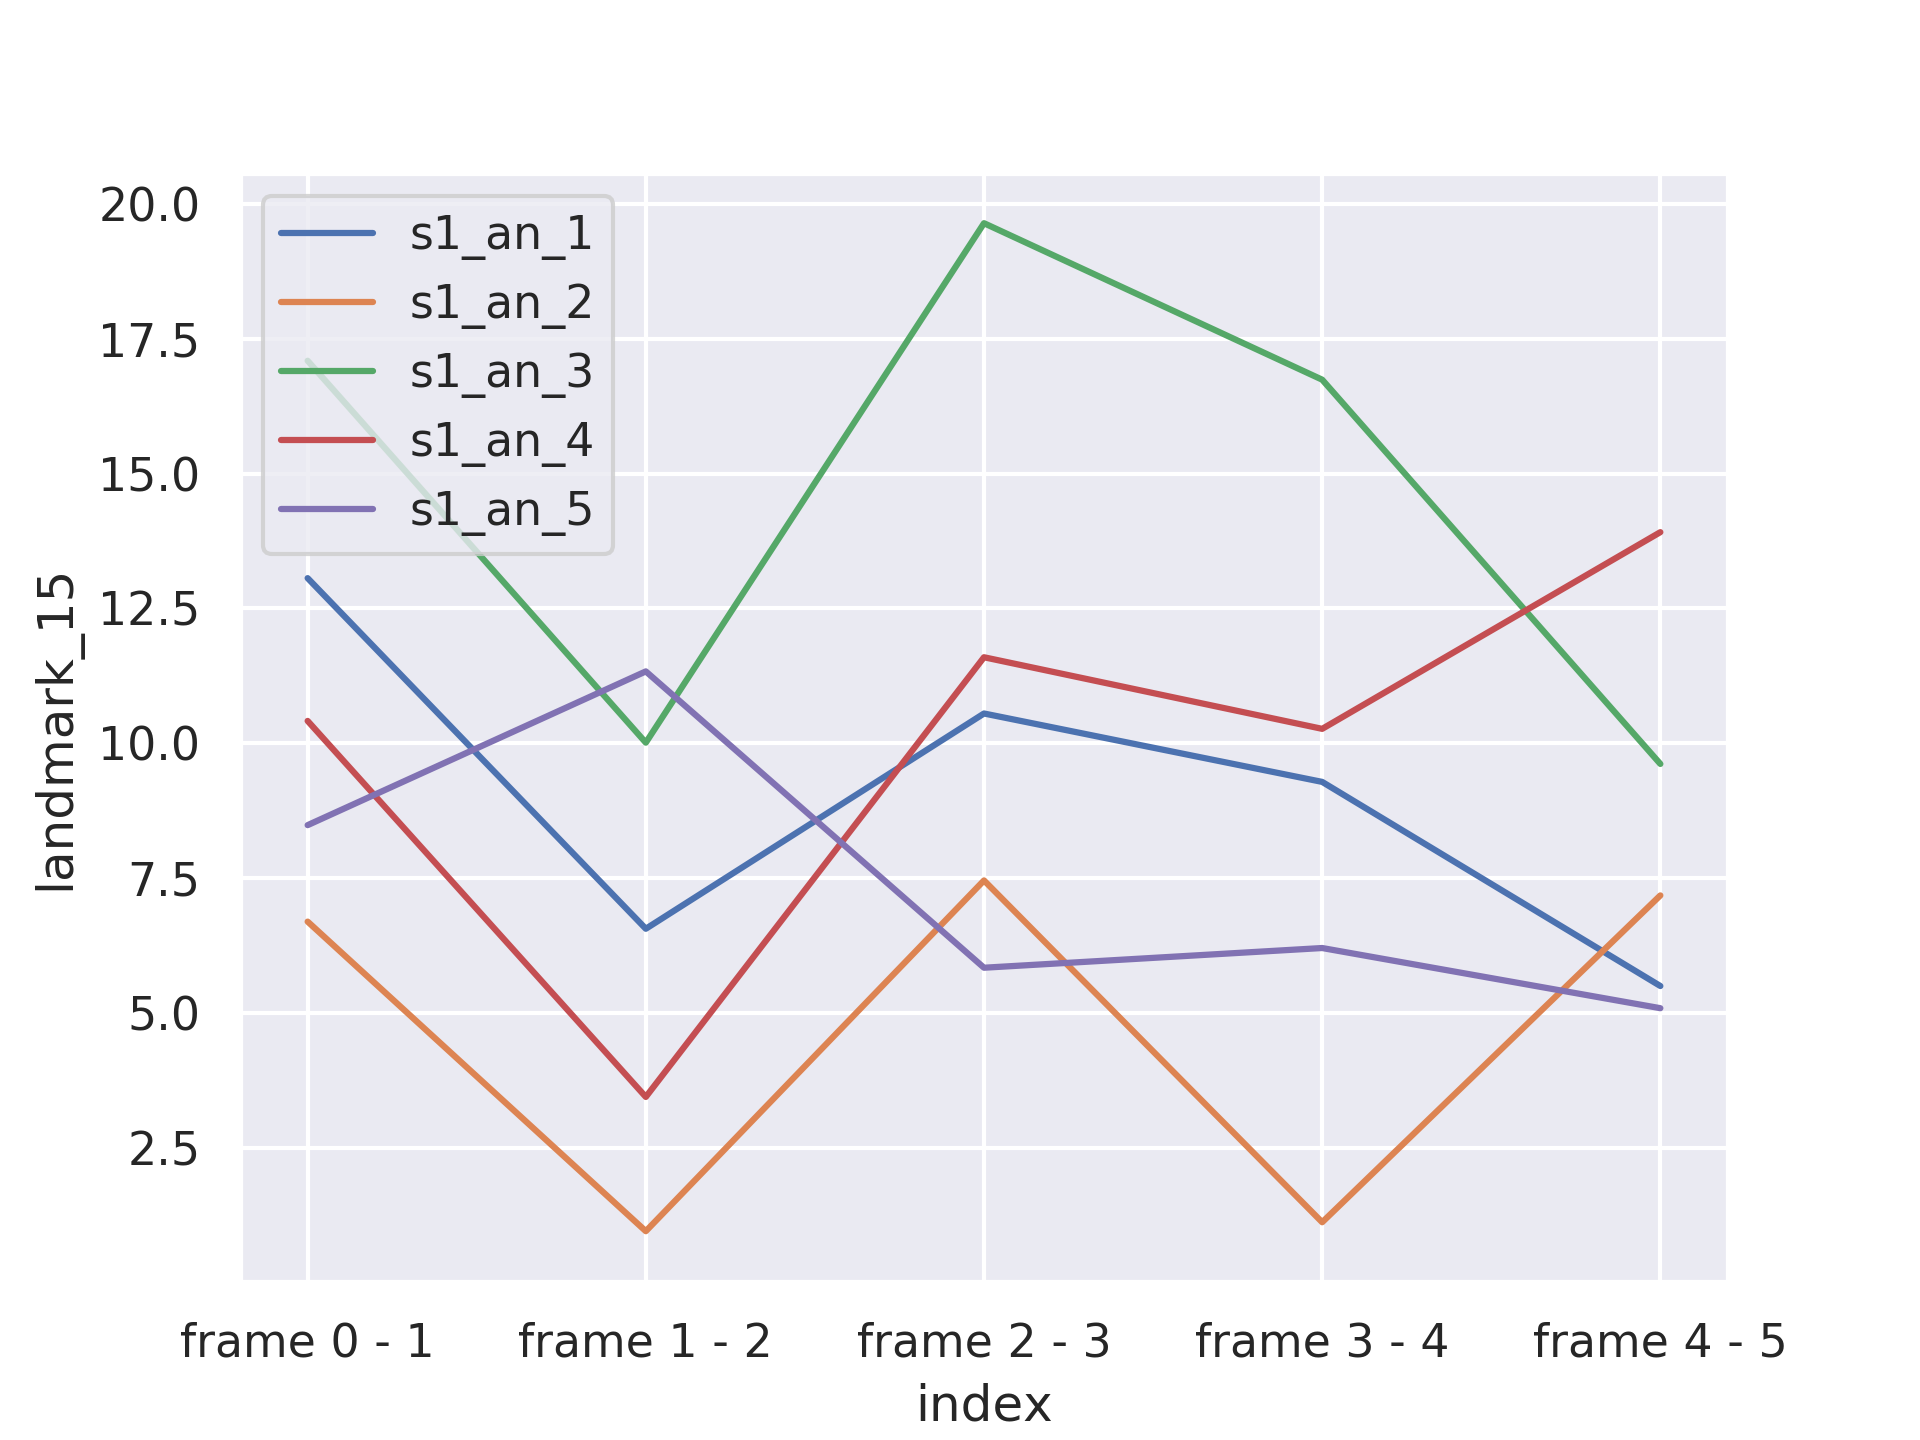 s1_an_1
s1_an_2
s1_an_3
s1_an_4
s1_an_5
20.0
17.5
15.0
12.5
10.0
7.5
5.0
2.5
landmark_15
frame 0 - 1
frame 1 - 2
frame 2 - 3
frame 3 - 4
frame 4 - 5
index